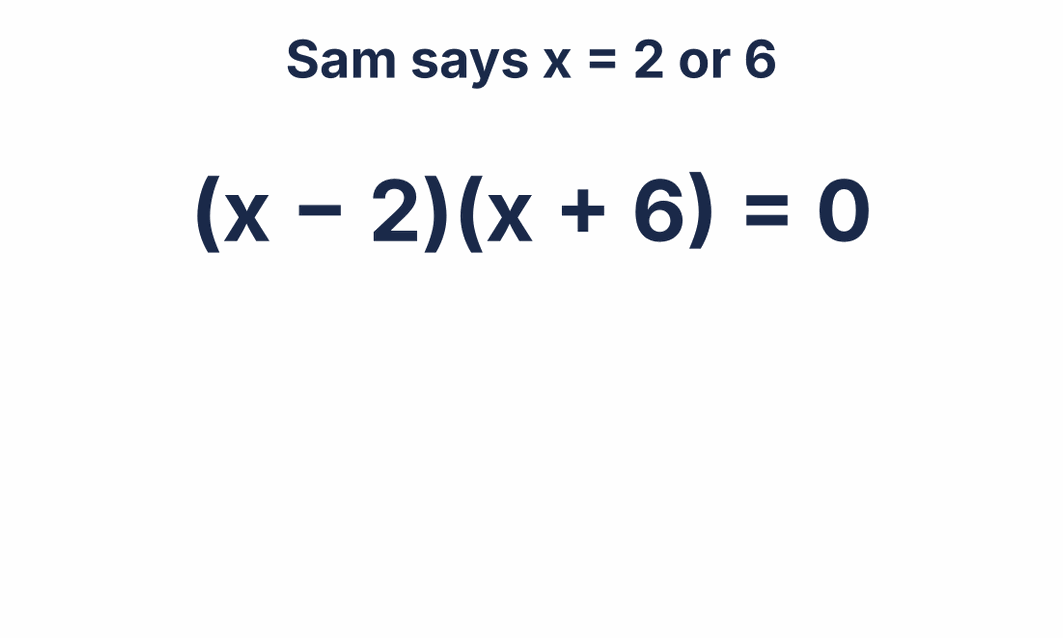 Sam says x = 2 or 6
(x − 2)(x + 6) = 0